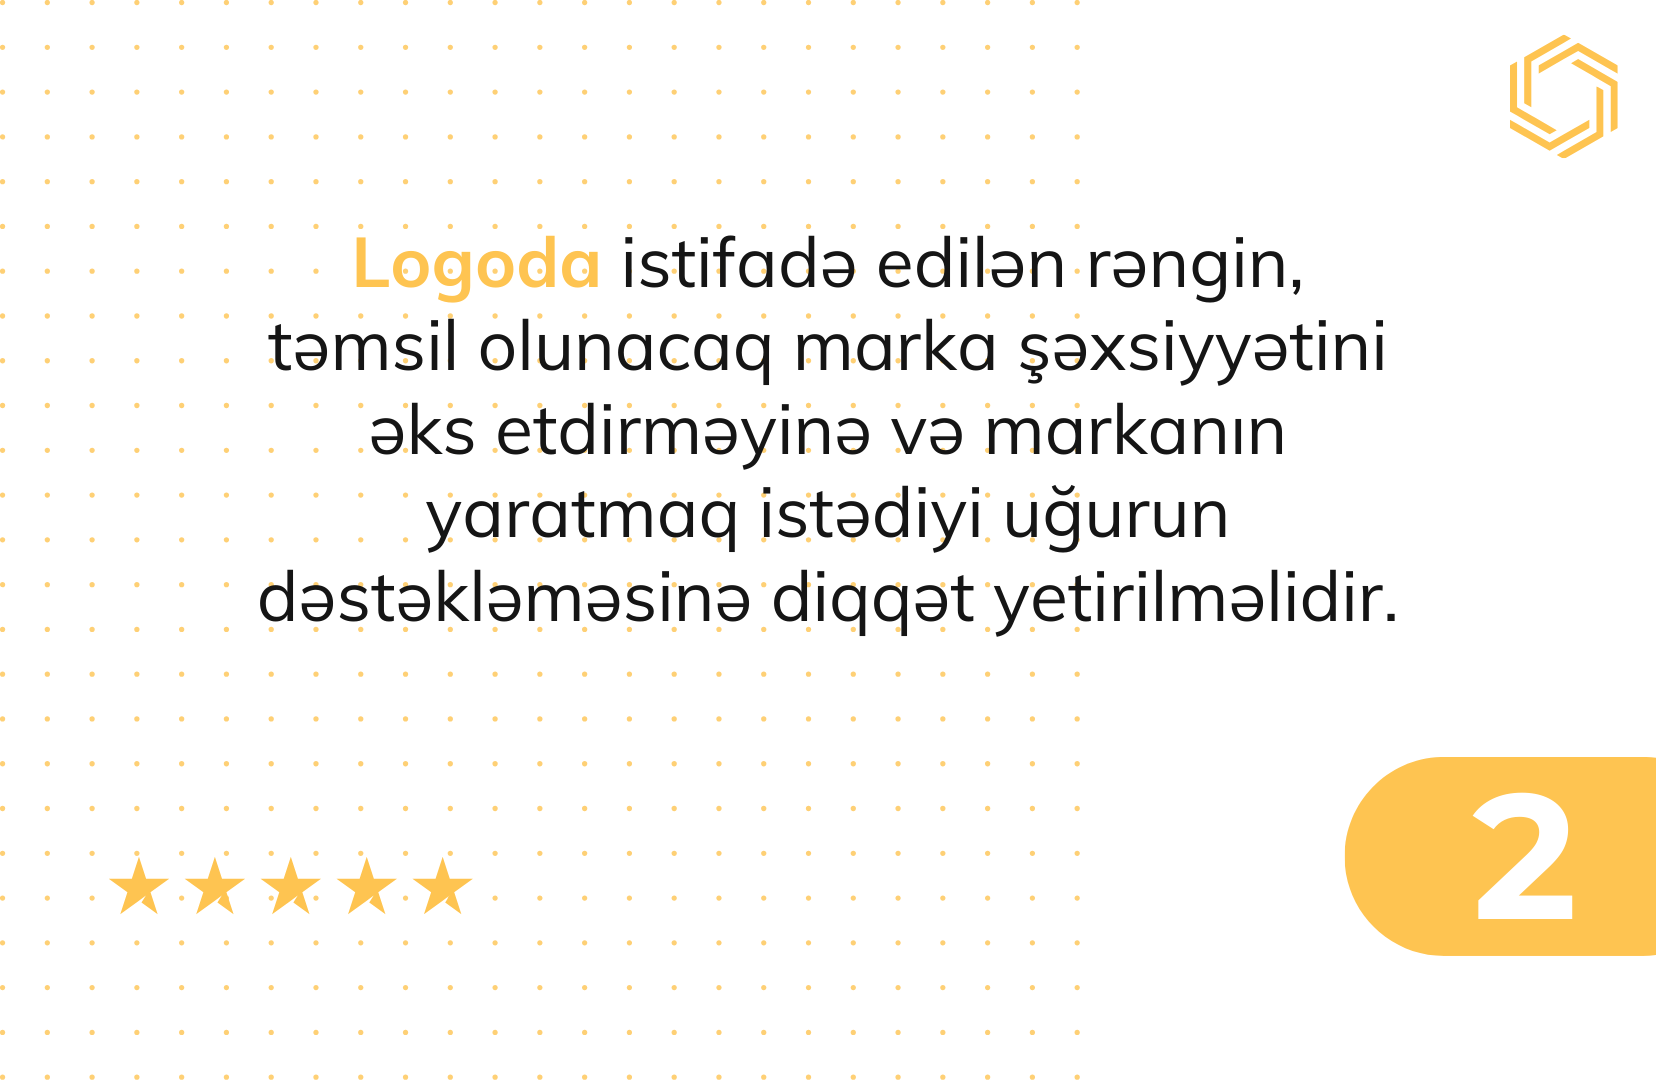 Logoda istifadə edilən rəngin,
təmsil olunacaq marka şəxsiyyətini
əks etdirməyinə və markanın
yaratmaq istədiyi uğurun
dəstəkləməsinə diqqət yetirilməlidir.
2